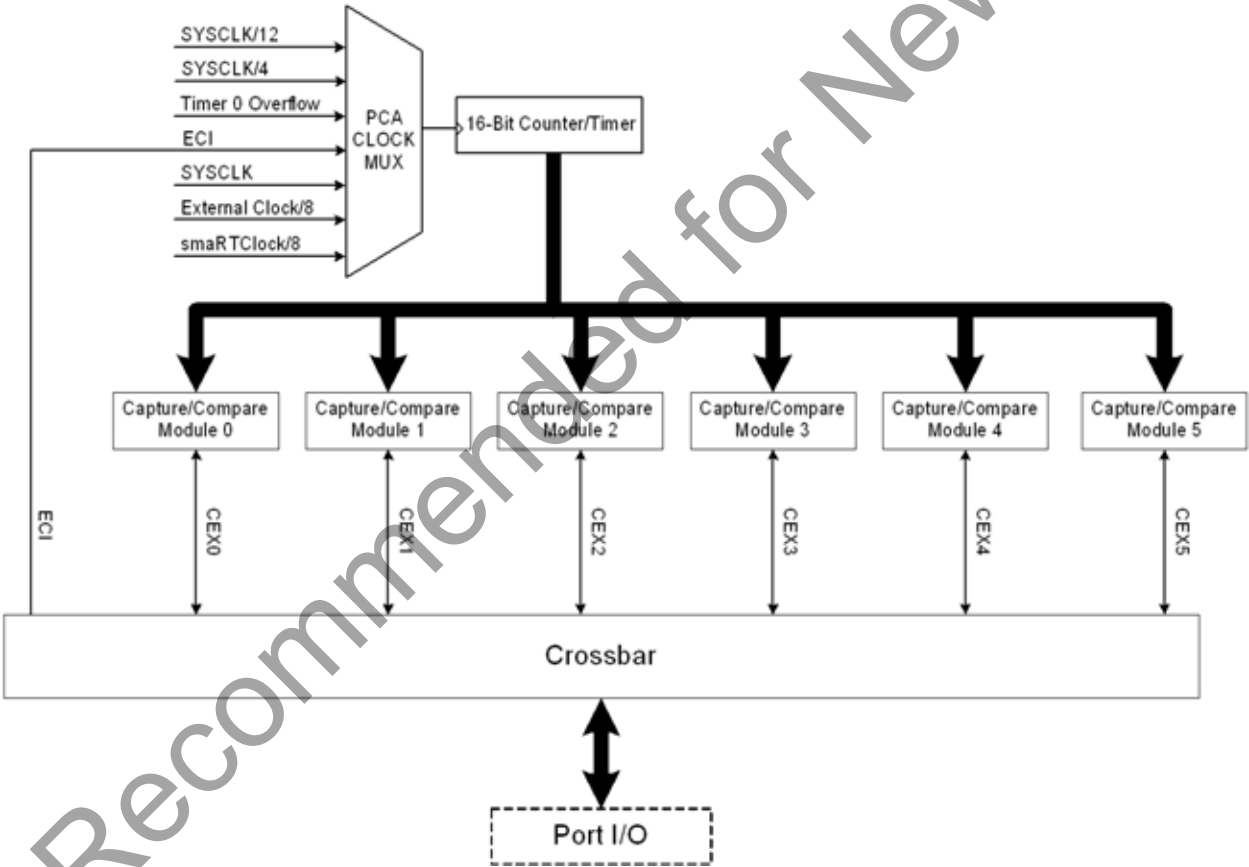 SYSCLK/12
SYSCLK/4
Timer 0 Overflow
ECI
SYSCLK
External Clock/8
smaRTClock/8
PCA
CLOCK
MUX
16-Bit Counter/Timer
Capture/Compare
Module 0
Capture/Compare
Module 1
Capture/Compare
Module 2
Capture/Compare
Module 3
Capture/Compare
Module 4
Capture/Compare
Module 5
ECI
CEX0
CEX1
CEX2
CEX3
CEX4
CEX5
Crossbar
Port I/O
Recommended for New